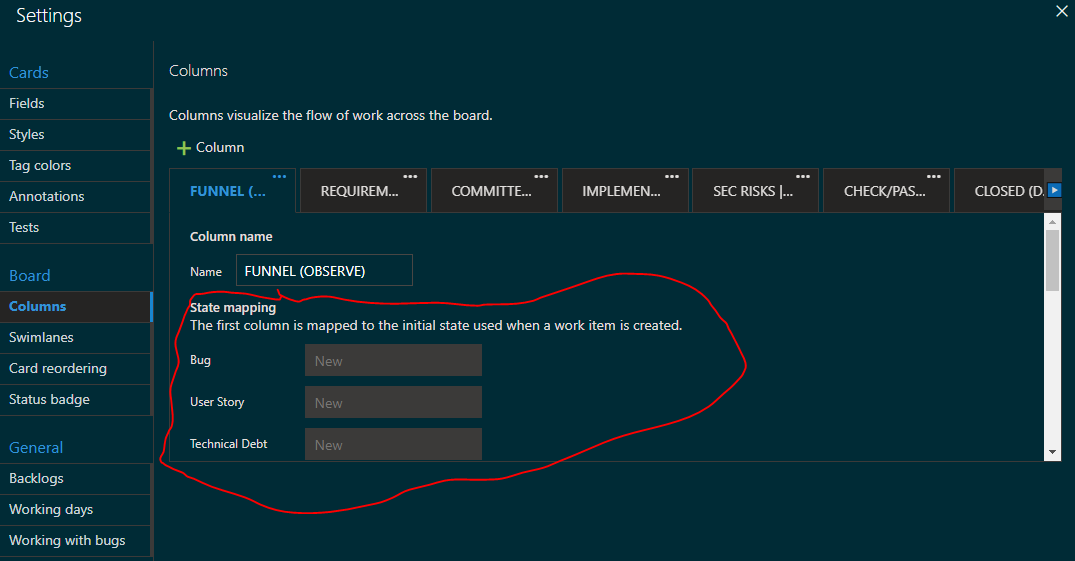 Settings
Cards
Fields
Styles
Tag colors
Annotations
Tests
Board
Columns
Swimlanes
Card reordering
Status badge
General
Backlogs
Working days
Working with bugs
Columns
Columns visualize the flow of work across the board.
Column
FUNNEL (... REQUIREM... COMMITTE... IMPLEMEN... SEC RISKS |... CHECK/PAS... CLOSED (D.
Column name
Name FUNNEL (OBSERVE)
State mapping
The first column is mapped to the initial state used when a work item is created.
Bug New
User Story New
Technical Debt New